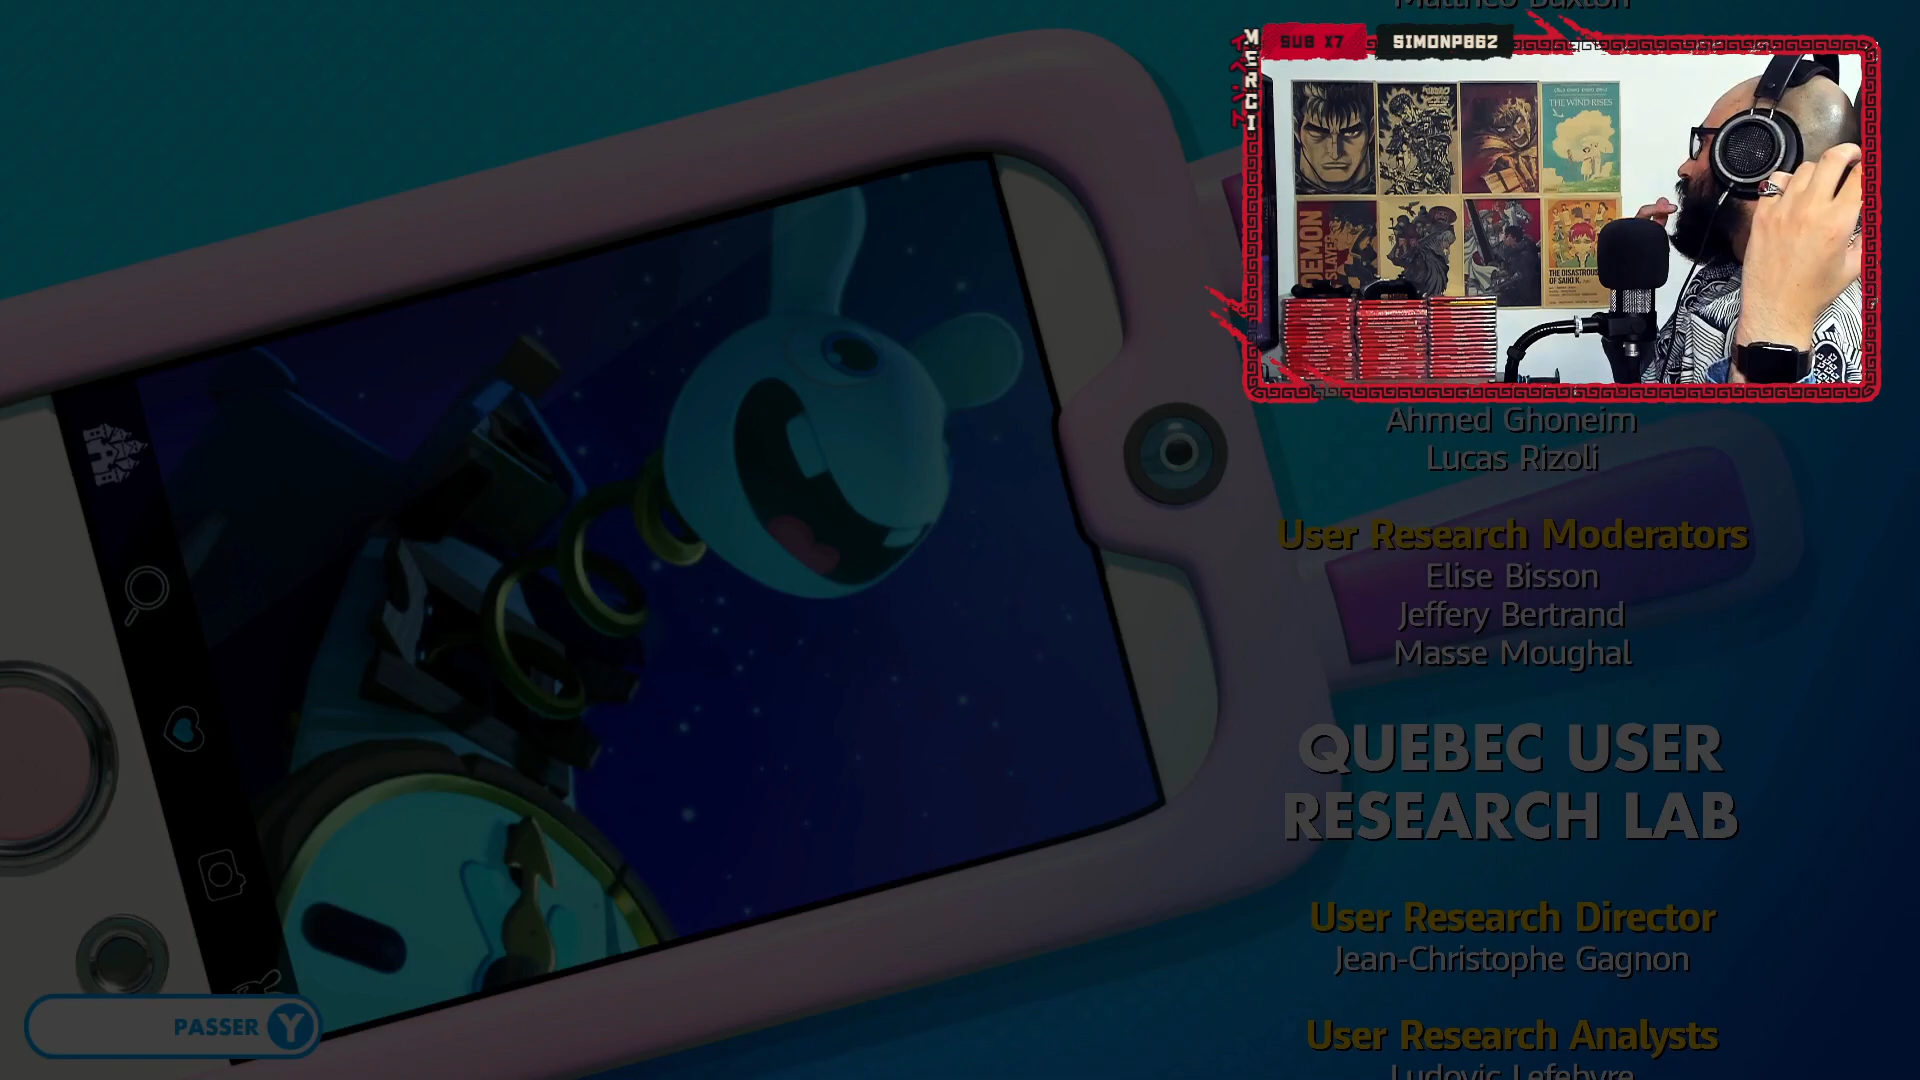 SUB X7
SIMONP862
MERCI
THE WIND RISES
DEMON
SLAYER
THE DISASTROUS
OF SAIKI K.
Ahmed Ghoneim
Lucas Rizoli
User Research Moderators
Elise Bisson
Jeffery Bertrand
Masse Moughal
QUEBEC USER
RESEARCH LAB
User Research Director
Jean-Christophe Gagnon
User Research Analysts
PASSER Y